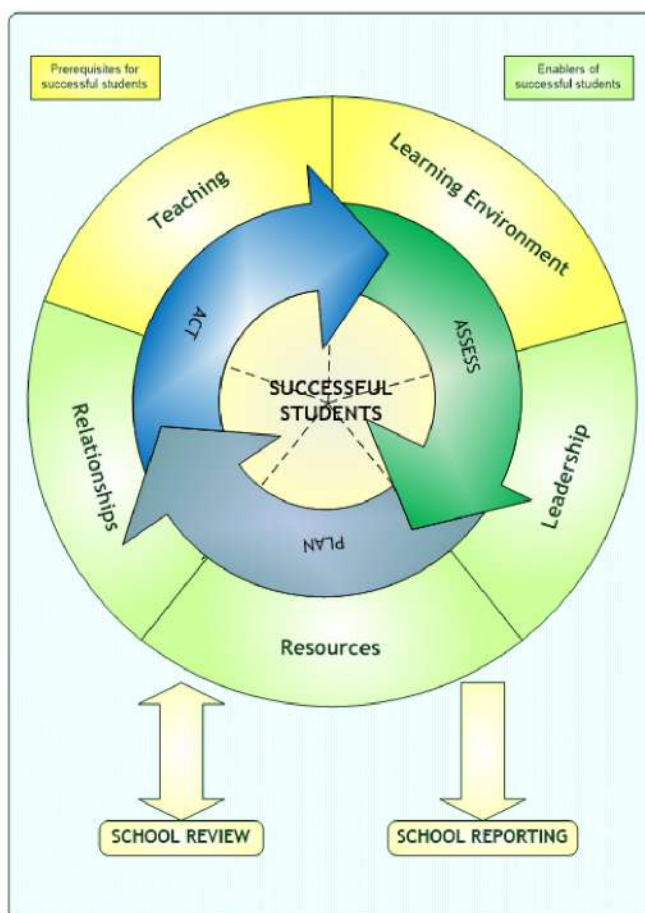 Prerequisites for
successful students
Enablers of
successful students
Teaching
Learning Environment
ACT
ASSESS
SUCCESSFUL
STUDENTS
Relationships
Leadership
PLAN
Resources
SCHOOL REVIEW
SCHOOL REPORTING